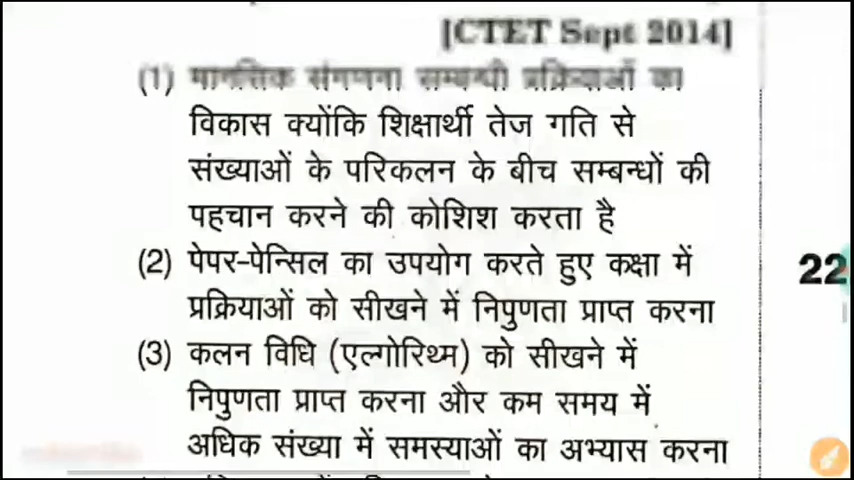 [CTET Sept 2014]
(1) मानसिक संगणना सम्बन्धी प्रक्रियाओं का
विकास क्योंकि शिक्षार्थी तेज गति से
संख्याओं के परिकलन के बीच सम्बन्धों की
पहचान करने की कोशिश करता है
(2) पेपर-पेन्सिल का उपयोग करते हुए कक्षा में
प्रक्रियाओं को सीखने में निपुणता प्राप्त करना
(3) कलन विधि (एल्गोरिथ्म) को सीखने में
निपुणता प्राप्त करना और कम समय में
अधिक संख्या में समस्याओं का अभ्यास करना
22